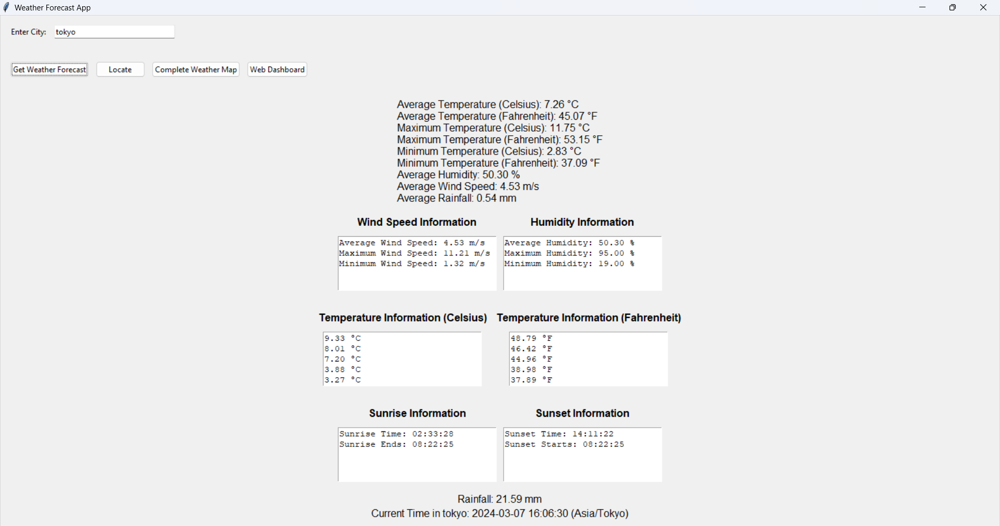 Weather Forecast App
Enter City: tokyo
Get Weather Forecast Locate Complete Weather Map Web Dashboard
Average Temperature (Celsius): 7.26 °C
Average Temperature (Fahrenheit): 45.07 °F
Maximum Temperature (Celsius): 11.75 °C
Maximum Temperature (Fahrenheit): 53.15 °F
Minimum Temperature (Celsius): 2.83 °C
Minimum Temperature (Fahrenheit): 37.09 °F
Average Humidity: 50.30 %
Average Wind Speed: 4.53 m/s
Average Rainfall: 0.54 mm
Wind Speed Information
Average Wind Speed: 4.53 m/s
Maximum Wind Speed: 11.21 m/s
Minimum Wind Speed: 1.32 m/s
Humidity Information
Average Humidity: 50.30 %
Maximum Humidity: 95.00 %
Minimum Humidity: 19.00 %
Temperature Information (Celsius)
9.33 °C
8.01 °C
7.20 °C
3.88 °C
3.27 °C
Temperature Information (Fahrenheit)
48.79 °F
46.42 °F
44.96 °F
38.98 °F
37.89 °F
Sunrise Information
Sunrise Time: 02:33:28
Sunrise Ends: 08:22:25
Sunset Information
Sunset Time: 14:11:22
Sunset Starts: 08:22:25
Rainfall: 21.59 mm
Current Time in tokyo: 2024-03-07 16:06:30 (Asia/Tokyo)